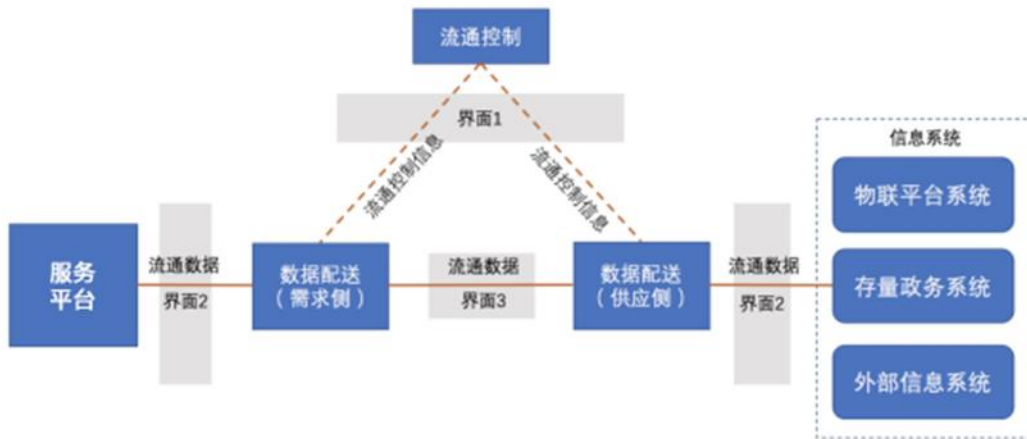 流通控制
界面1
流通控制信息
流通控制信息
信息系统
物联平台系统
服务
平台
流通数据
界面2
数据配送
（需求侧）
流通数据
界面3
数据配送
（供应侧）
流通数据
界面2
存量政务系统
外部信息系统